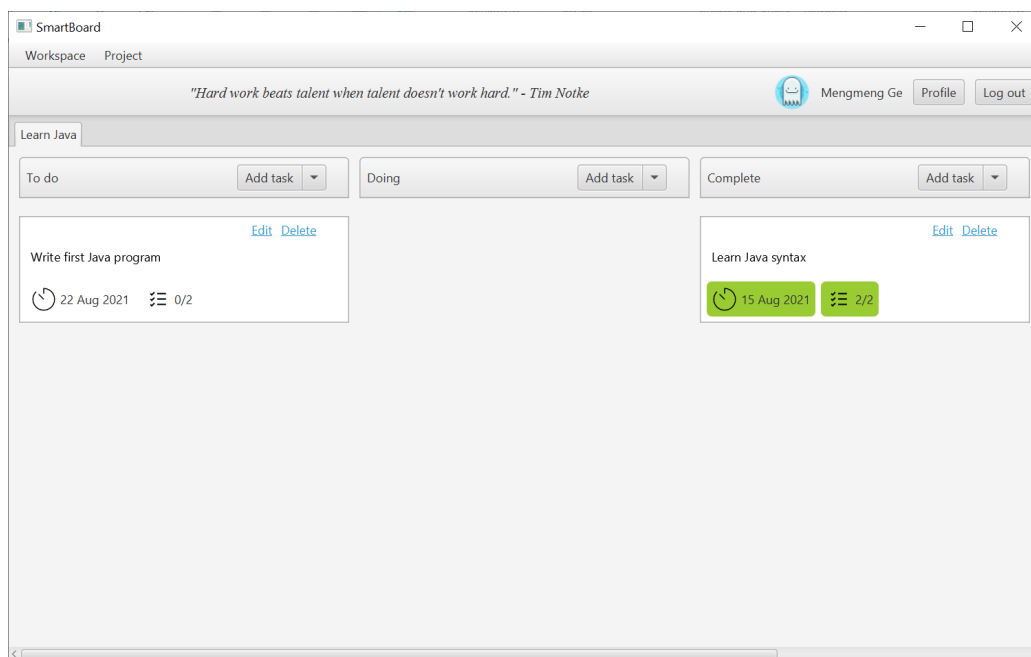 SmartBoard
Workspace Project
"Hard work beats talent when talent doesn't work hard." - Tim Notke Mengmeng Ge Profile Log out
Learn Java
To do Add task Doing Add task Complete Add task
Edit Delete Edit Delete
Write first Java program Learn Java syntax
22 Aug 2021 0/2 15 Aug 2021 2/2